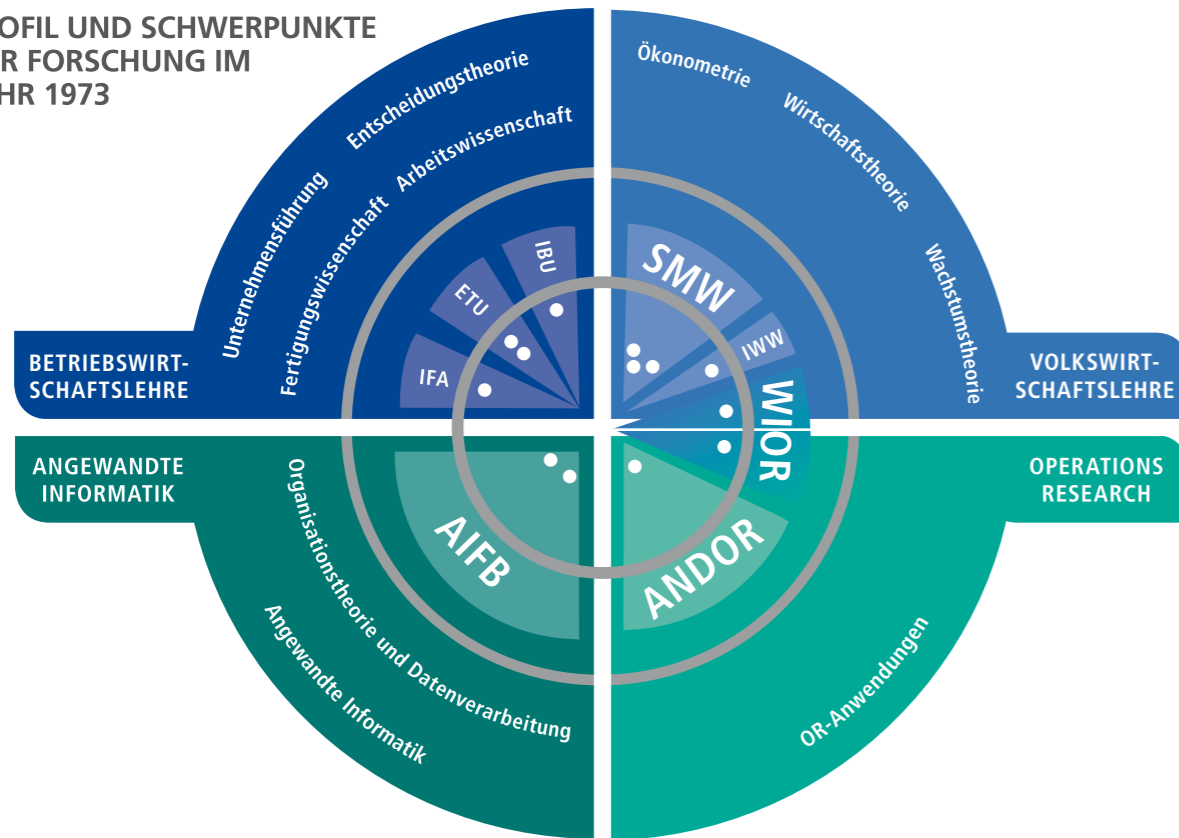 OFIL UND SCHWERPUNKTE
R FORSCHUNG IM
HR 1973
Entscheidungstheorie
Arbeitswissenschaft
Unternehmensführung
Fertigungswissenschaft
IBU
ETU
IFA
BETRIEBSWIRT-
SCHAFTSLEHRE
Ökonometrie
Wirtschaftstheorie
Wachstumstheorie
SMW
IWW
WIOR
VOLKSWIRT-
SCHAFTSLEHRE
ANGEWANDTE
INFORMATIK
AIFB
Organisationstheorie und Datenverarbeitung
Angewandte Informatik
ANDOR
OR-Anwendungen
OPERATIONS
RESEARCH